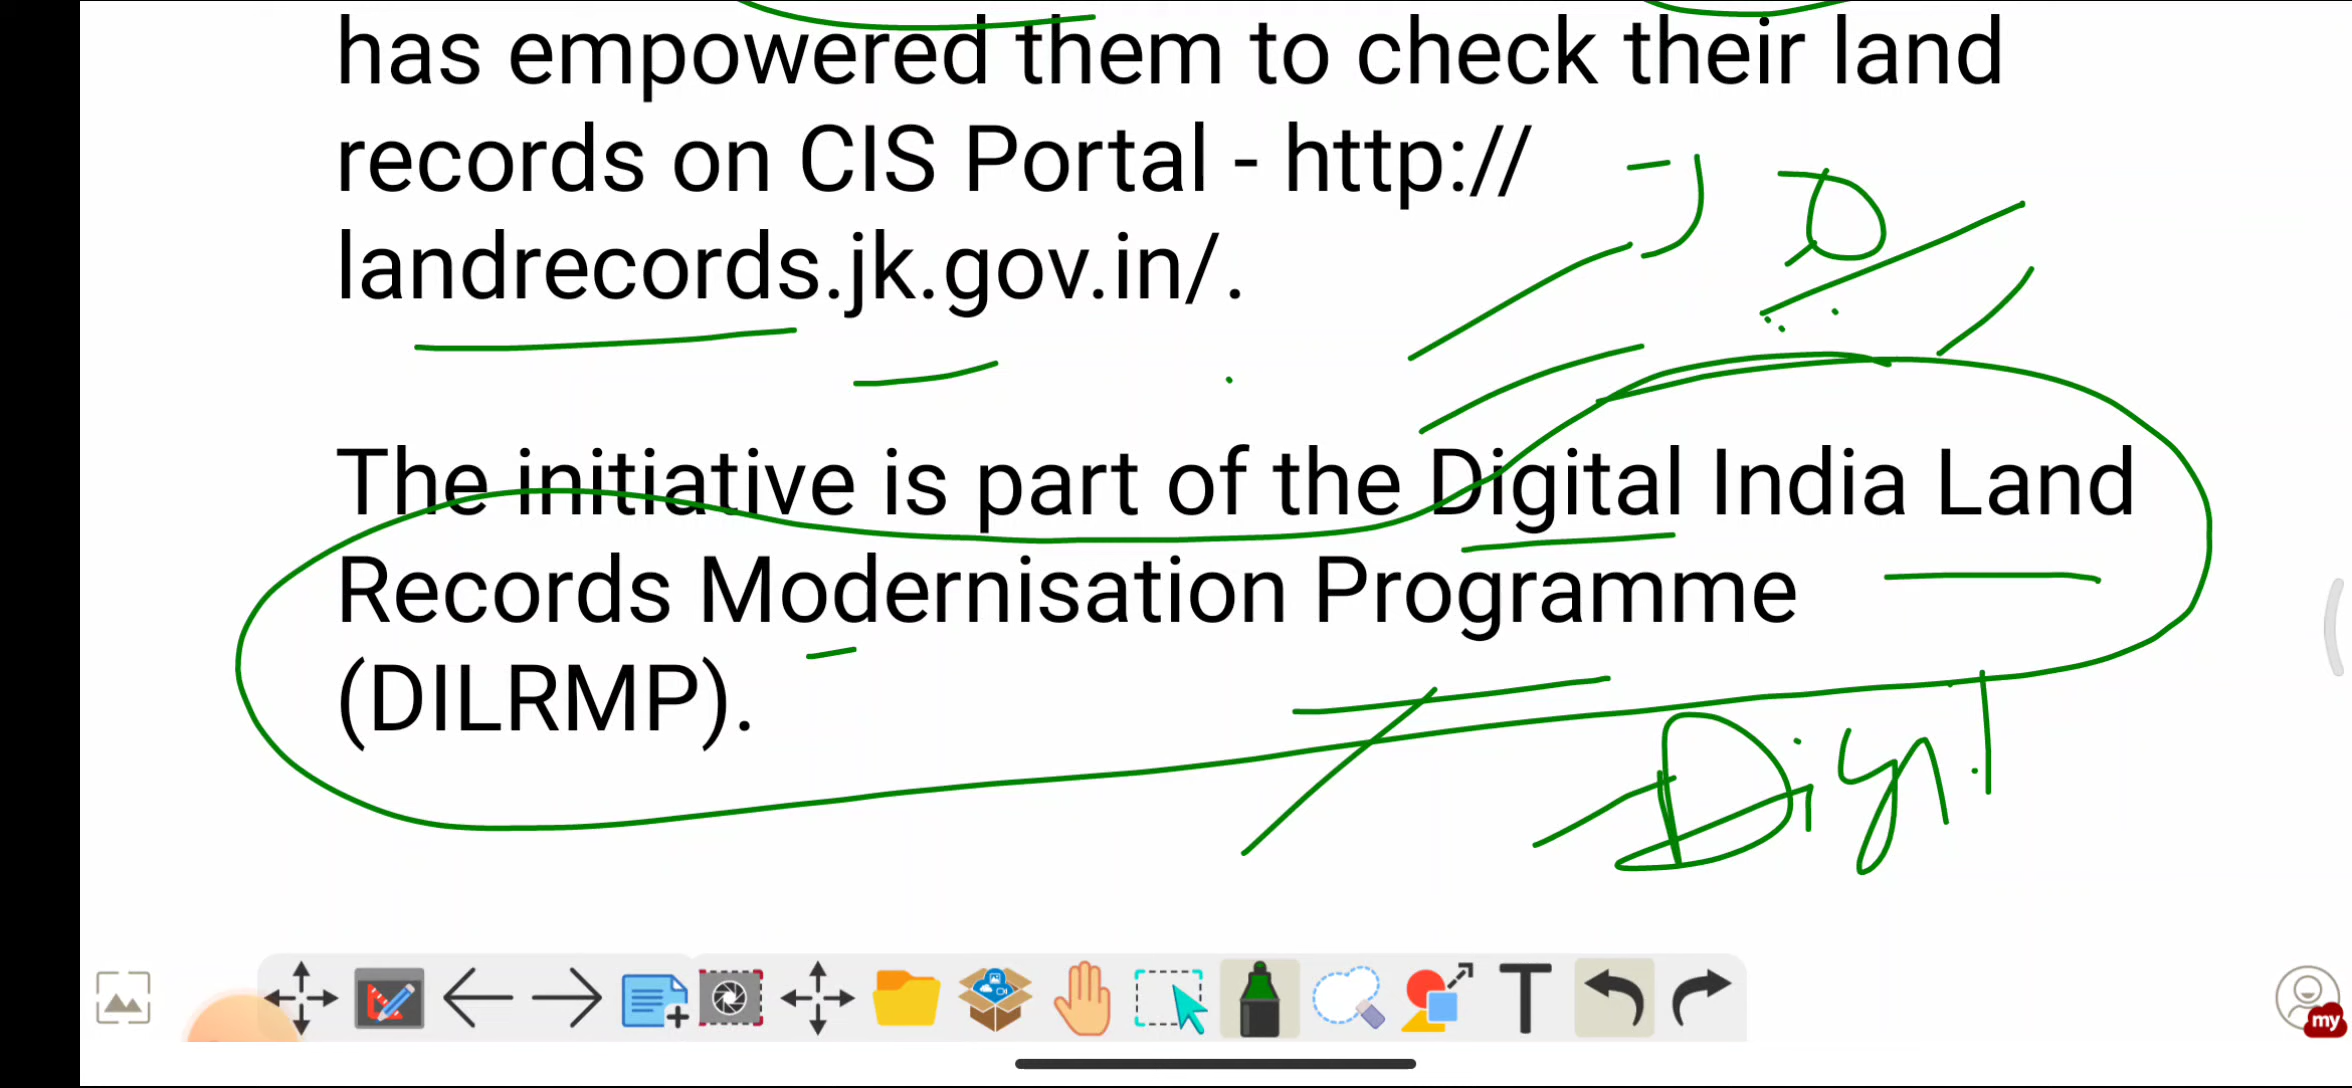 has empowered them to check their land
records on CIS Portal - http://
landrecords.jk.gov.in/.
J D
The initiative is part of the Digital India Land
Records Modernisation Programme
(DILRMP).
my